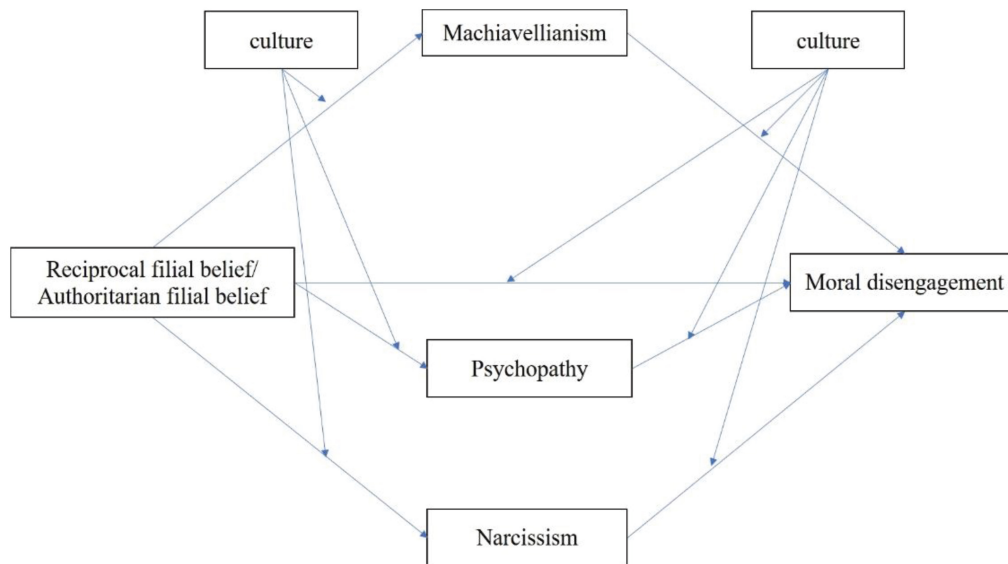 Machiavellianism
culture
culture
Reciprocal filial belief/
Authoritarian filial belief
Moral disengagement
Psychopathy
Narcissism